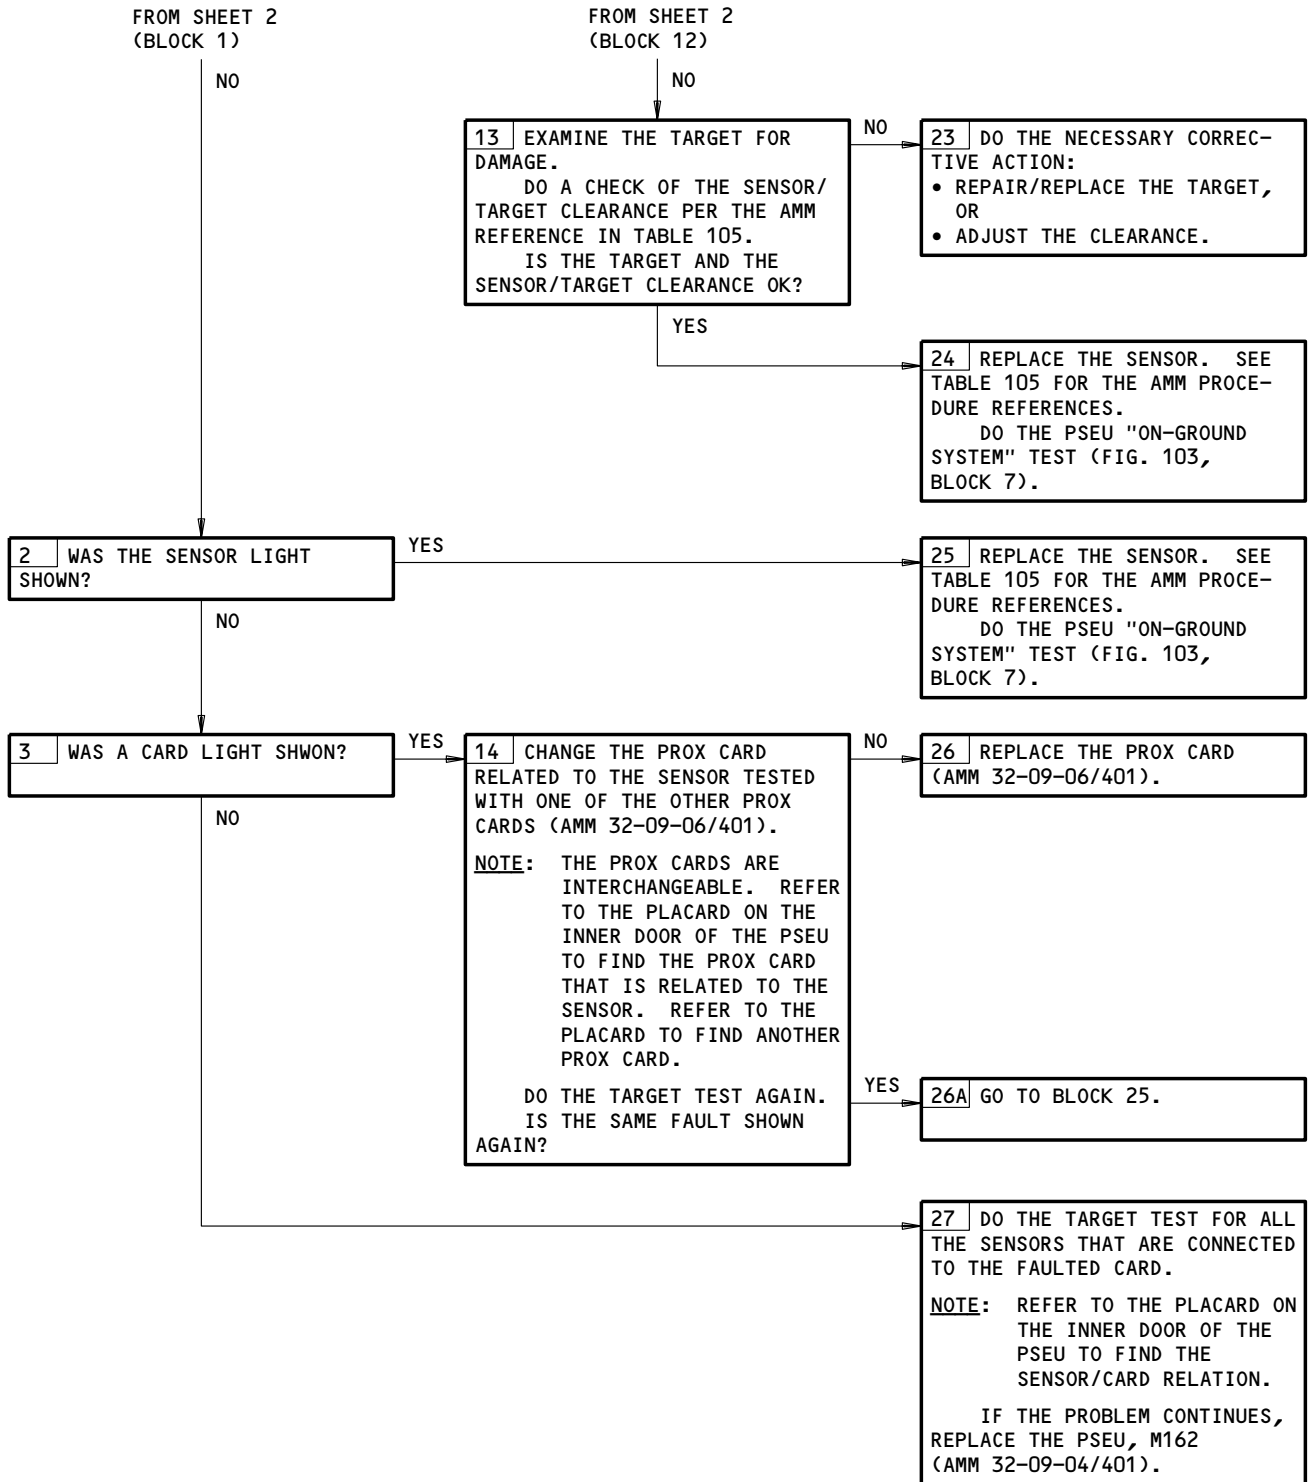 FROM SHEET 2
(BLOCK 1)
NO
FROM SHEET 2
(BLOCK 12)
NO
13 EXAMINE THE TARGET FOR
DAMAGE.
DO A CHECK OF THE SENSOR/
TARGET CLEARANCE PER THE AMM
REFERENCE IN TABLE 105.
IS THE TARGET AND THE
SENSOR/TARGET CLEARANCE OK?
NO
23 DO THE NECESSARY CORREC-
TIVE ACTION:
• REPAIR/REPLACE THE TARGET,
OR
• ADJUST THE CLEARANCE.
YES
24 REPLACE THE SENSOR. SEE
TABLE 105 FOR THE AMM PROCE-
DURE REFERENCES.
DO THE PSEU "ON-GROUND
SYSTEM" TEST (FIG. 103,
BLOCK 7).
2 WAS THE SENSOR LIGHT
SHOWN?
YES
25 REPLACE THE SENSOR. SEE
TABLE 105 FOR THE AMM PROCE-
DURE REFERENCES.
DO THE PSEU "ON-GROUND
SYSTEM" TEST (FIG. 103,
BLOCK 7).
NO
3 WAS A CARD LIGHT SHWON?
YES
14 CHANGE THE PROX CARD
RELATED TO THE SENSOR TESTED
WITH ONE OF THE OTHER PROX
CARDS (AMM 32-09-06/401).
NOTE: THE PROX CARDS ARE
INTERCHANGEABLE. REFER
TO THE PLACARD ON THE
INNER DOOR OF THE PSEU
TO FIND THE PROX CARD
THAT IS RELATED TO THE
SENSOR. REFER TO THE
PLACARD TO FIND ANOTHER
PROX CARD.
DO THE TARGET TEST AGAIN.
IS THE SAME FAULT SHOWN
AGAIN?
NO
26 REPLACE THE PROX CARD
(AMM 32-09-06/401).
YES
26A GO TO BLOCK 25.
NO
27 DO THE TARGET TEST FOR ALL
THE SENSORS THAT ARE CONNECTED
TO THE FAULTED CARD.
NOTE: REFER TO THE PLACARD ON
THE INNER DOOR OF THE
PSEU TO FIND THE
SENSOR/CARD RELATION.
IF THE PROBLEM CONTINUES,
REPLACE THE PSEU, M162
(AMM 32-09-04/401).